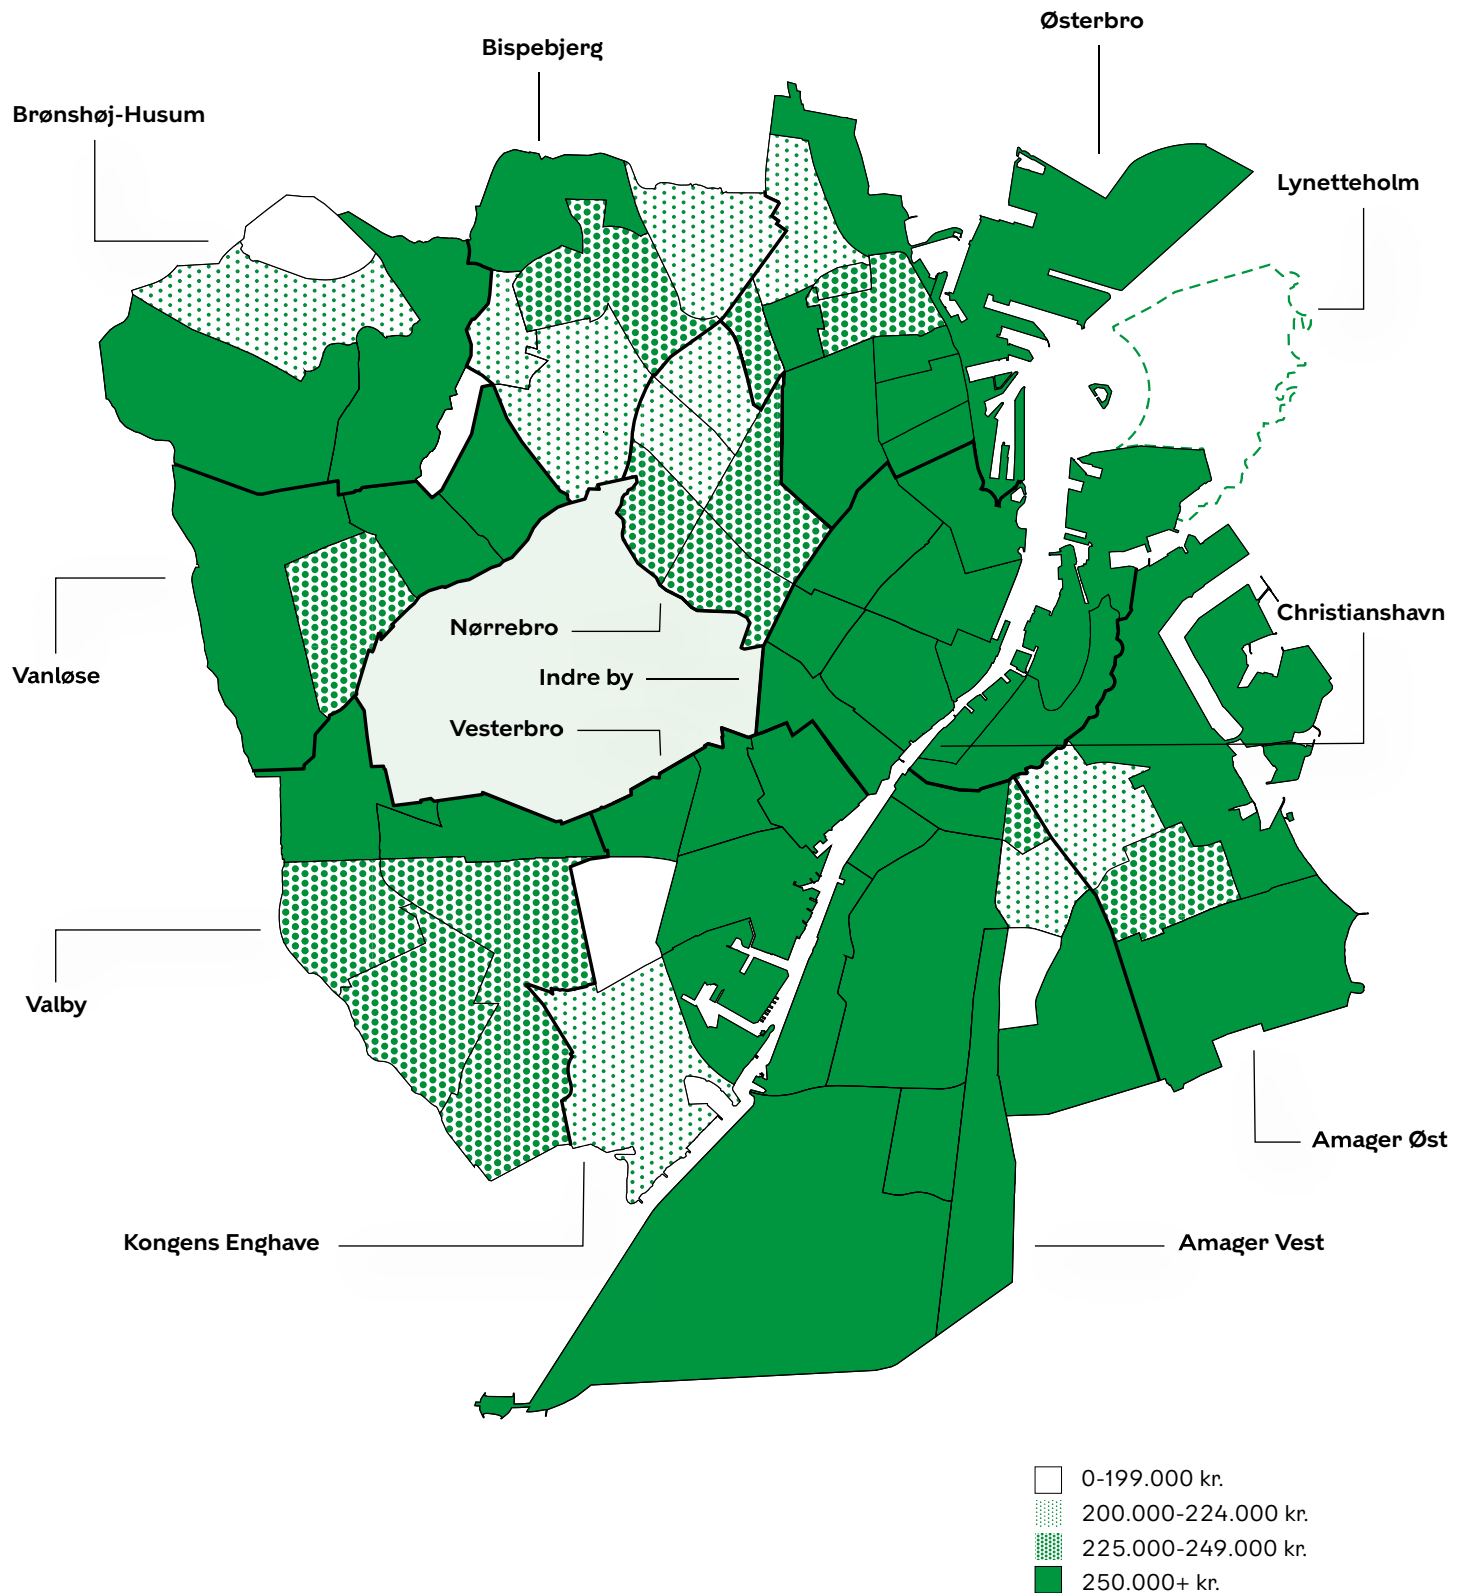 Østerbro
Bispebjerg
Brønshøj-Husum
Lynetteholm
Christianshavn
Nørrebro
Vanløse
Indre by
Vesterbro
Valby
Amager Øst
Kongens Enghave
Amager Vest
0-199.000 kr.
200.000-224.000 kr.
225.000-249.000 kr.
250.000+ kr.